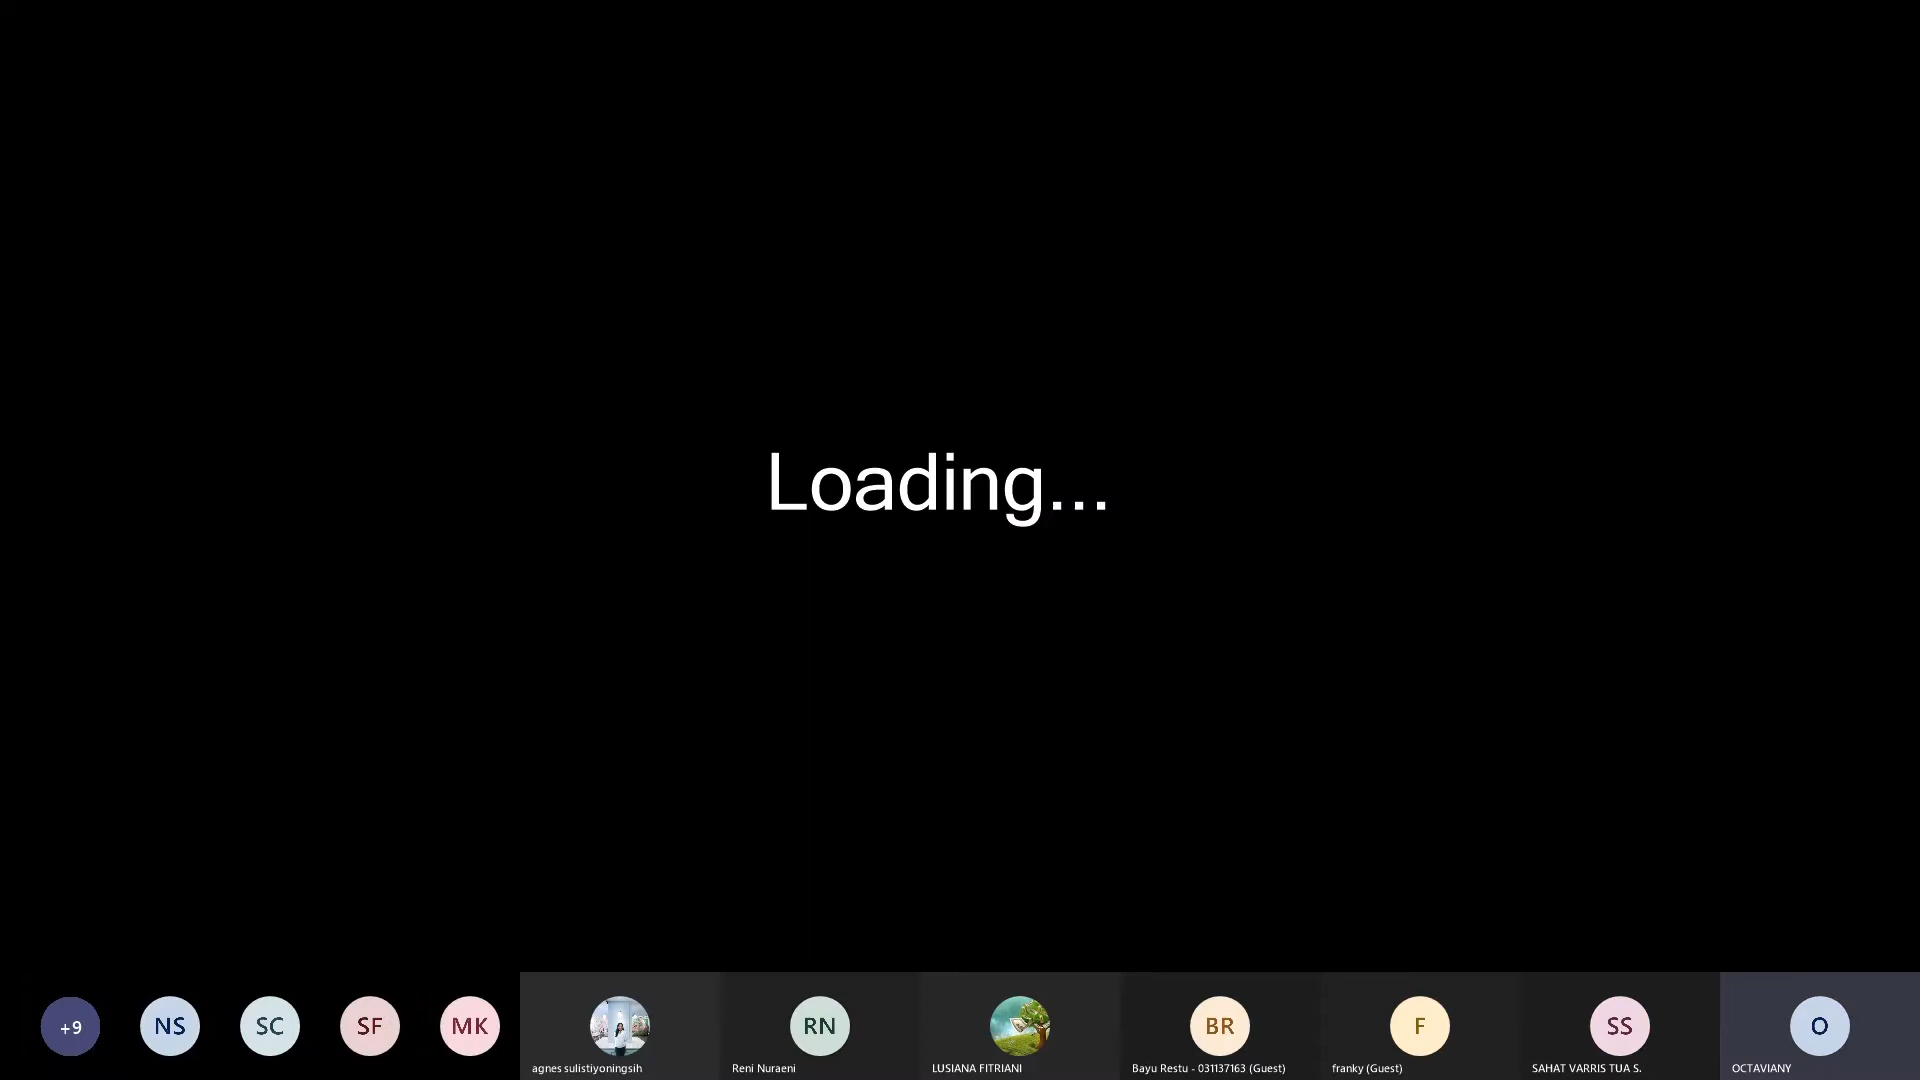 Loading...
+9
NS
SC
SF
MK
RN
BR
F
SS
O
agnes sulistiyoningsih
Reni Nuraeni
LUSIANA FITRIANI
Bayu Restu - 031137163 (Guest)
franky (Guest)
SAHAT VARRIS TUA S.
OCTAVIANY